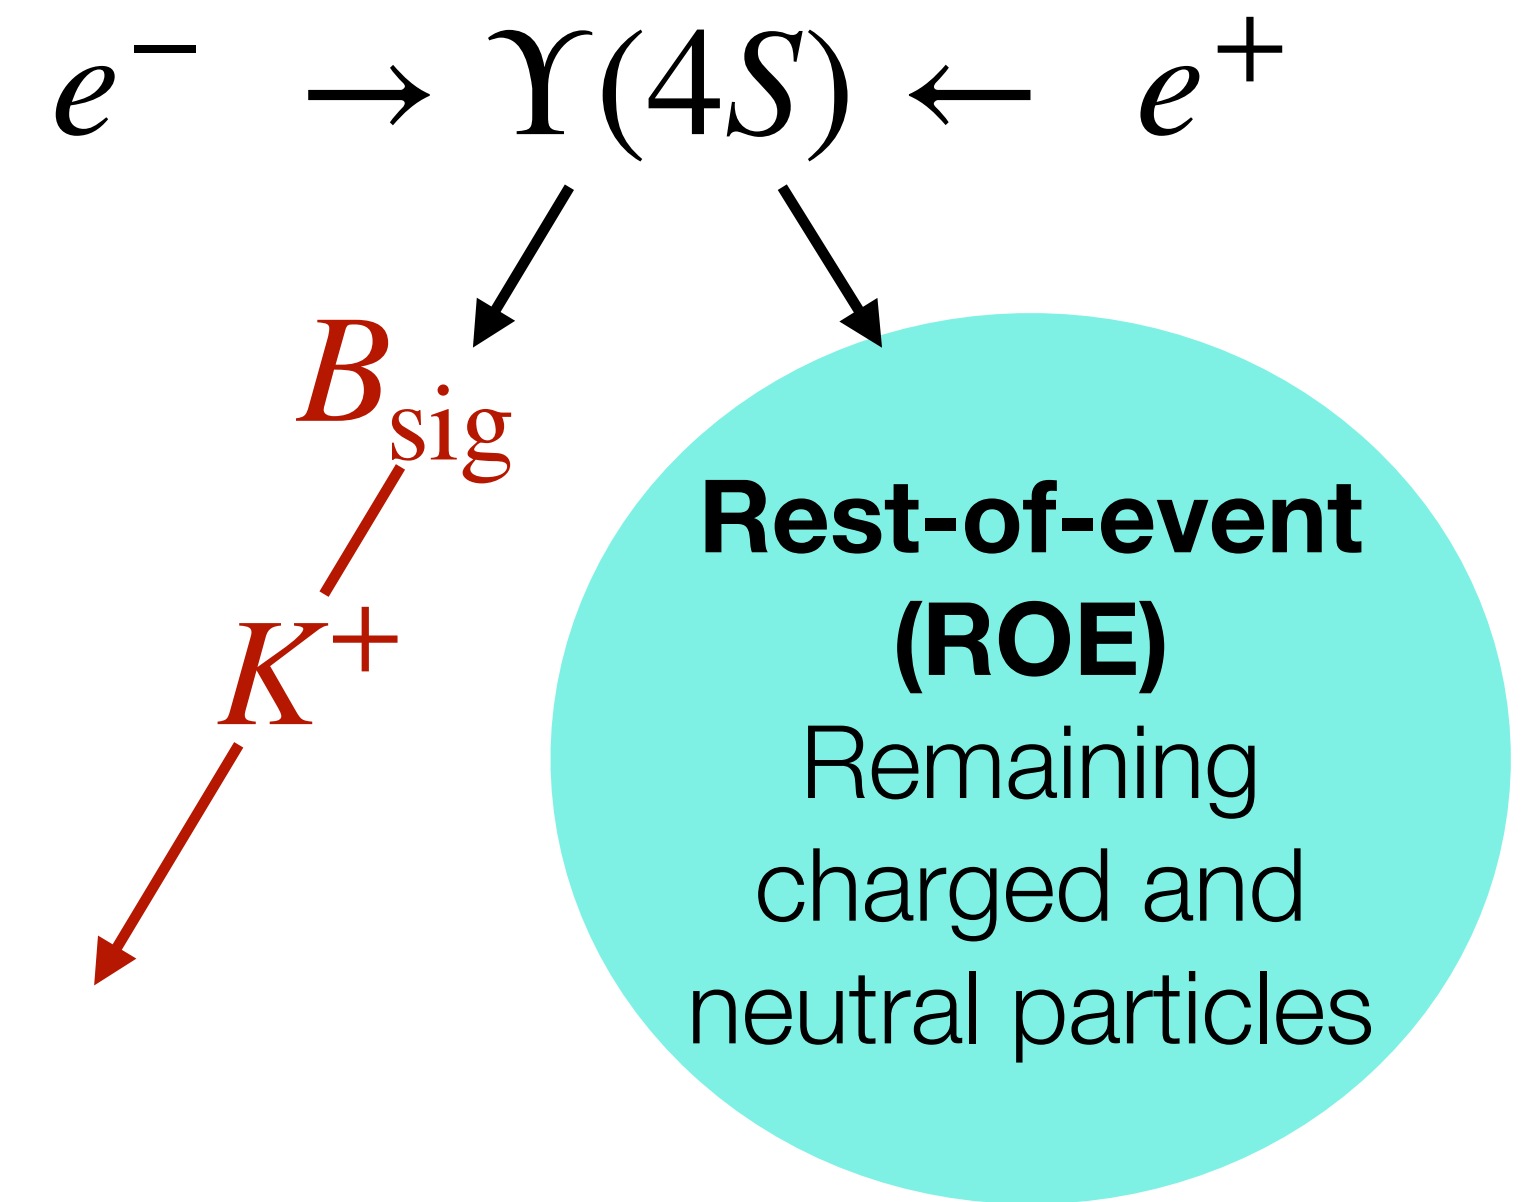 e⁻ → ϒ(4S) ← e⁺
B_sig
K⁺
Rest-of-event
(ROE)
Remaining
charged and
neutral particles